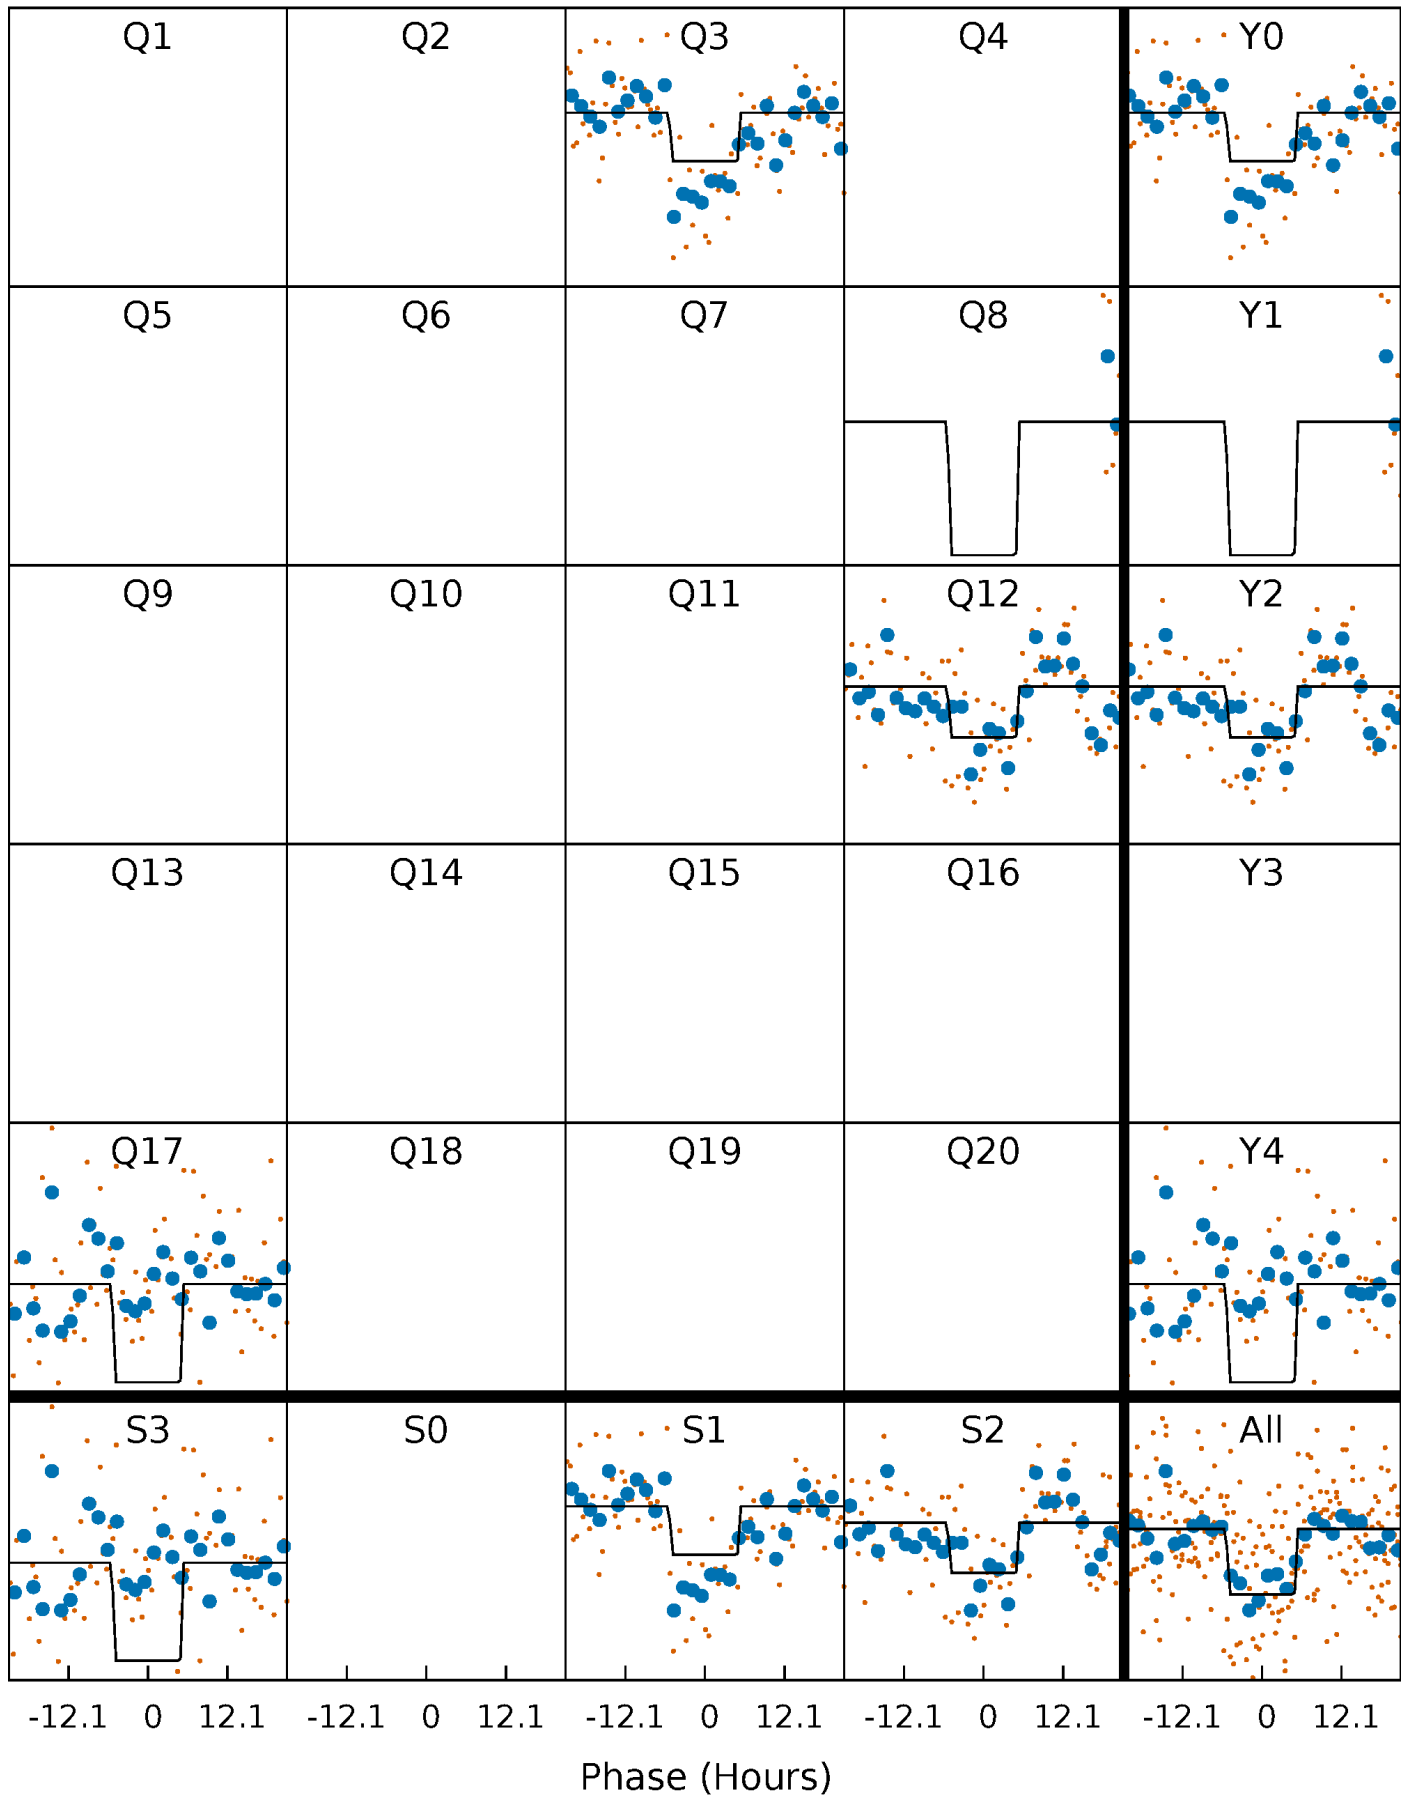 Q1 Q2 Q3 Q4 Y0
Q5 Q6 Q7 Q8 Y1
Q9 Q10 Q11 Q12 Y2
Q13 Q14 Q15 Q16 Y3
Q17 Q18 Q19 Q20 Y4
S3 S0 S1 S2 All
-12.1 0 12.1 -12.1 0 12.1 -12.1 0 12.1 -12.1 0 12.1 -12.1 0 12.1
Phase (Hours)